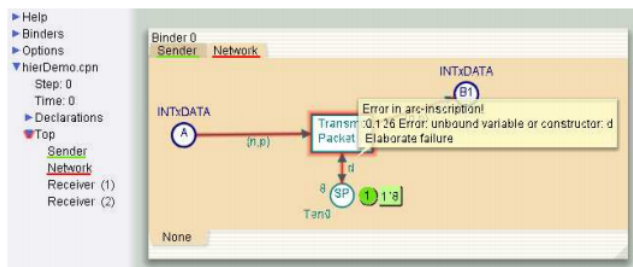 Help
Binders
Options
hierDemo.cpn
Step: 0
Time: 0
Declarations
Top
Sender
Network
Receiver (1)
Receiver (2)
Binder 0
Sender Network
INTxDATA
B1
INTxDATA
A
(n,p)
Transm
Packet
Error in arc-inscription!
:0.126 Error: unbound variable or constructor: d
Elaborate failure
8
SP
1 1`8
Ten0
None